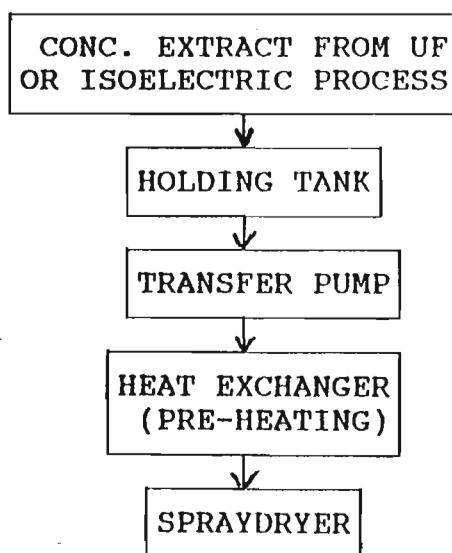 CONC. EXTRACT FROM UF
OR ISOELECTRIC PROCESS
HOLDING TANK
TRANSFER PUMP
HEAT EXCHANGER
(PRE-HEATING)
SPRAYDRYER